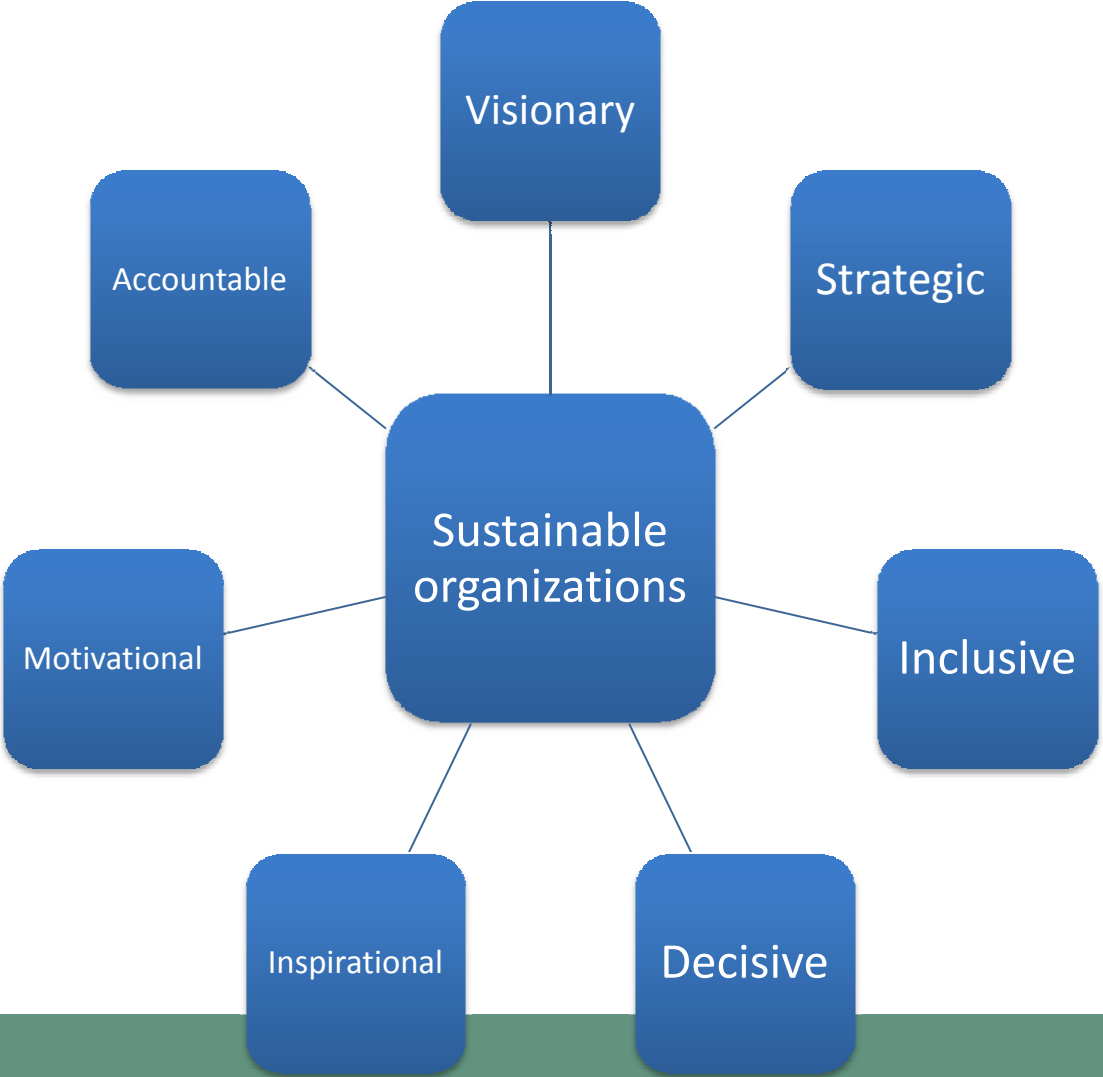 Visionary
Accountable
Strategic
Sustainable
organizations
Motivational
Inclusive
Inspirational
Decisive